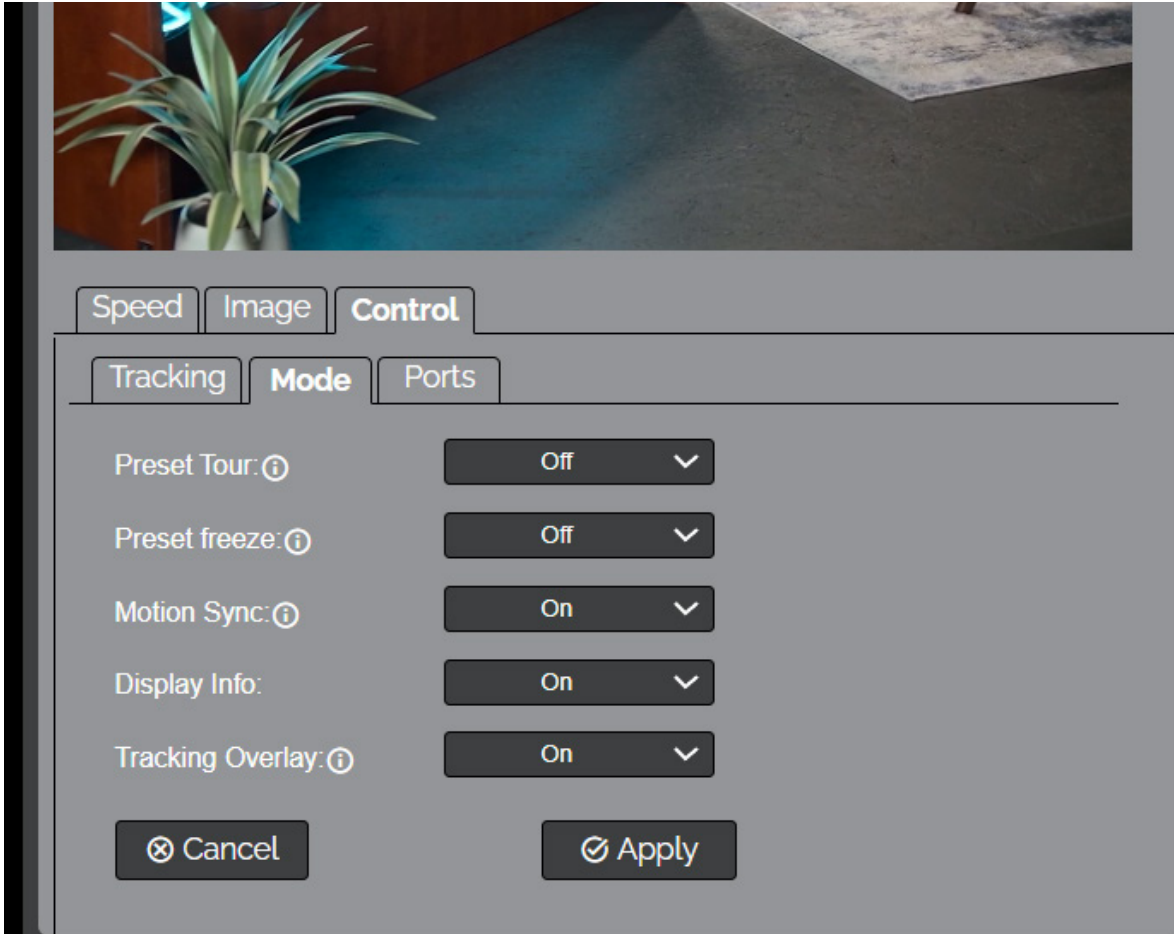 Speed Image Control
Tracking Mode Ports
Preset Tour: Off
Preset freeze: Off
Motion Sync: On
Display Info: On
Tracking Overlay: On
Cancel Apply